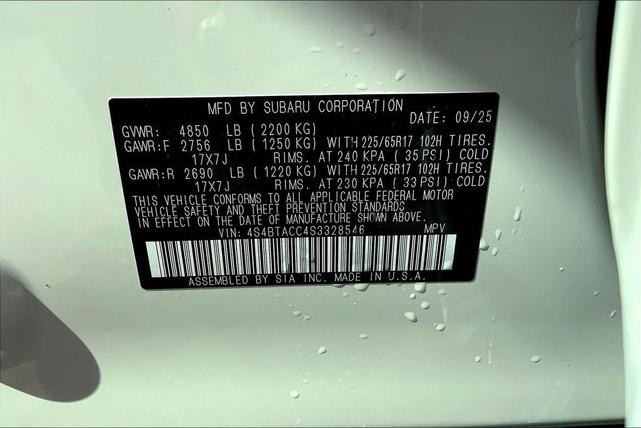 MFD BY SUBARU CORPORATION
DATE: 09/25
GVWR: 4850 LB (2200 KG)
GAWR:F 2756 LB (1250 KG) WITH 225/65R17 102H TIRES.
17X7J RIMS. AT 240 KPA (35 PSI) COLD
GAWR:R 2690 LB (1220 KG) WITH 225/65R17 102H TIRES.
17X7J RIMS. AT 230 KPA (33 PSI) COLD
THIS VEHICLE CONFORMS TO ALL APPLICABLE FEDERAL MOTOR
VEHICLE SAFETY AND THEFT PREVENTION STANDARDS
IN EFFECT ON THE DATE OF MANUFACTURE SHOWN ABOVE.
VIN: 4S4BTACC4S3328546 MPV
ASSEMBLED BY SIA INC. MADE IN U.S.A.